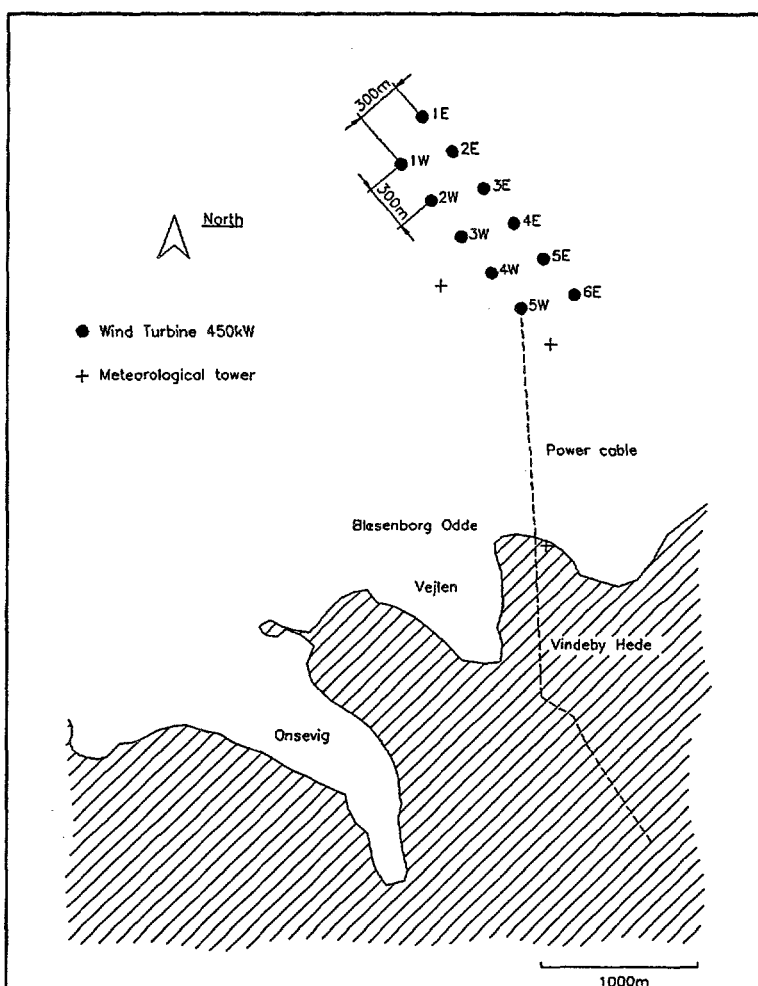 300m
1E
2E
1W
3E
300m
2W
4E
North
3W
5E
4W
6E
5W
Wind Turbine 450kW
Meteorological tower
Power cable
Blesenborg Odde
Vejlen
Vindeby Hede
Onsevig
1000m